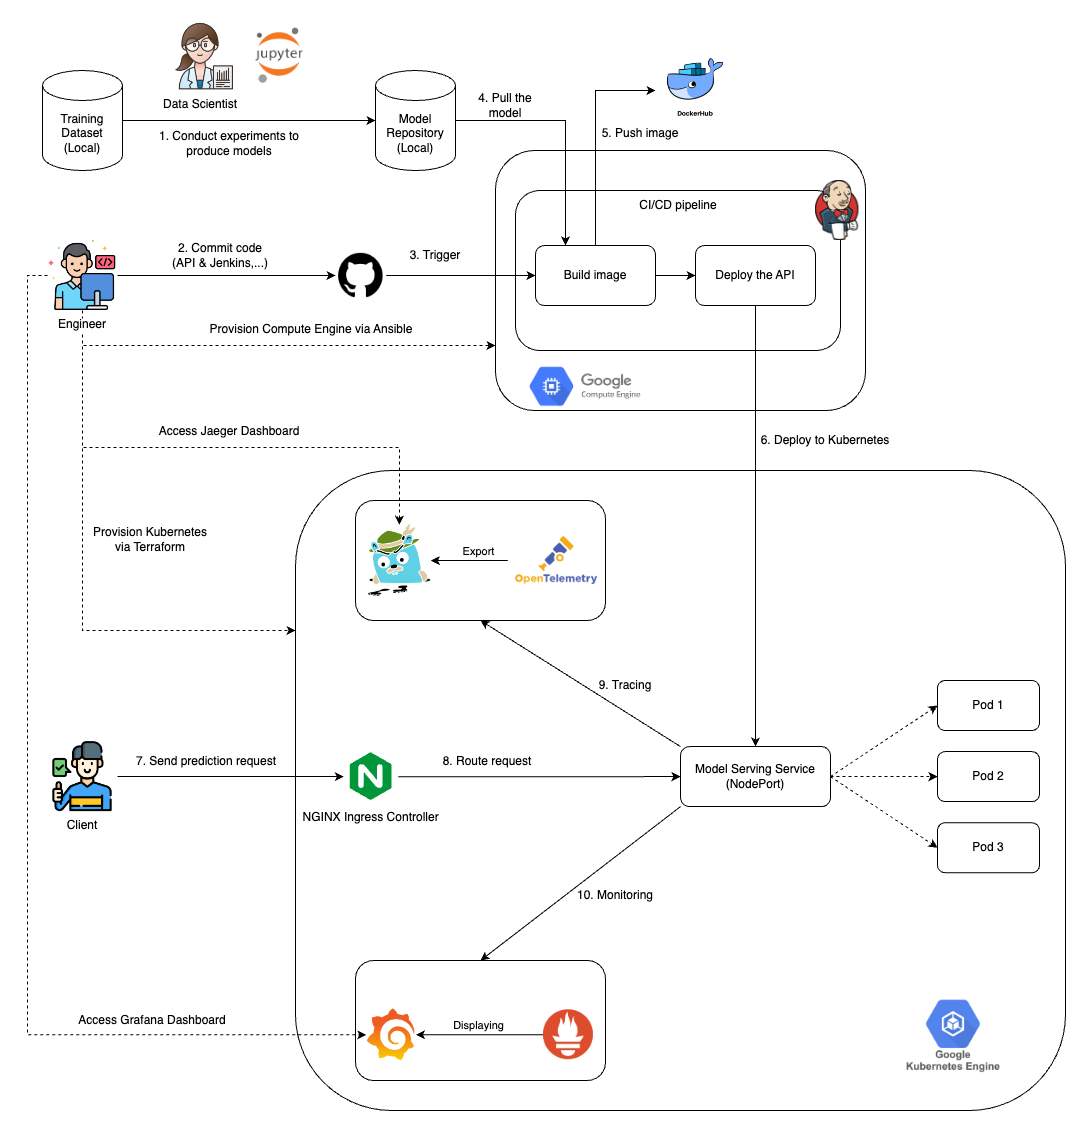 jupyter
Data Scientist
Training
Dataset
(Local)
1. Conduct experiments to
produce models
Model
Repository
(Local)
4. Pull the
model
DockerHub
5. Push image
CI/CD pipeline
2. Commit code
(API & Jenkins,...)
3. Trigger
Build image
Deploy the API
Engineer
Provision Compute Engine via Ansible
Google
Compute Engine
Access Jaeger Dashboard
6. Deploy to Kubernetes
Provision Kubernetes
via Terraform
Export
OpenTelemetry
9. Tracing
Pod 1
7. Send prediction request
8. Route request
Model Serving Service
(NodePort)
Pod 2
N
Client
NGINX Ingress Controller
Pod 3
10. Monitoring
Access Grafana Dashboard
Displaying
Google
Kubernetes Engine